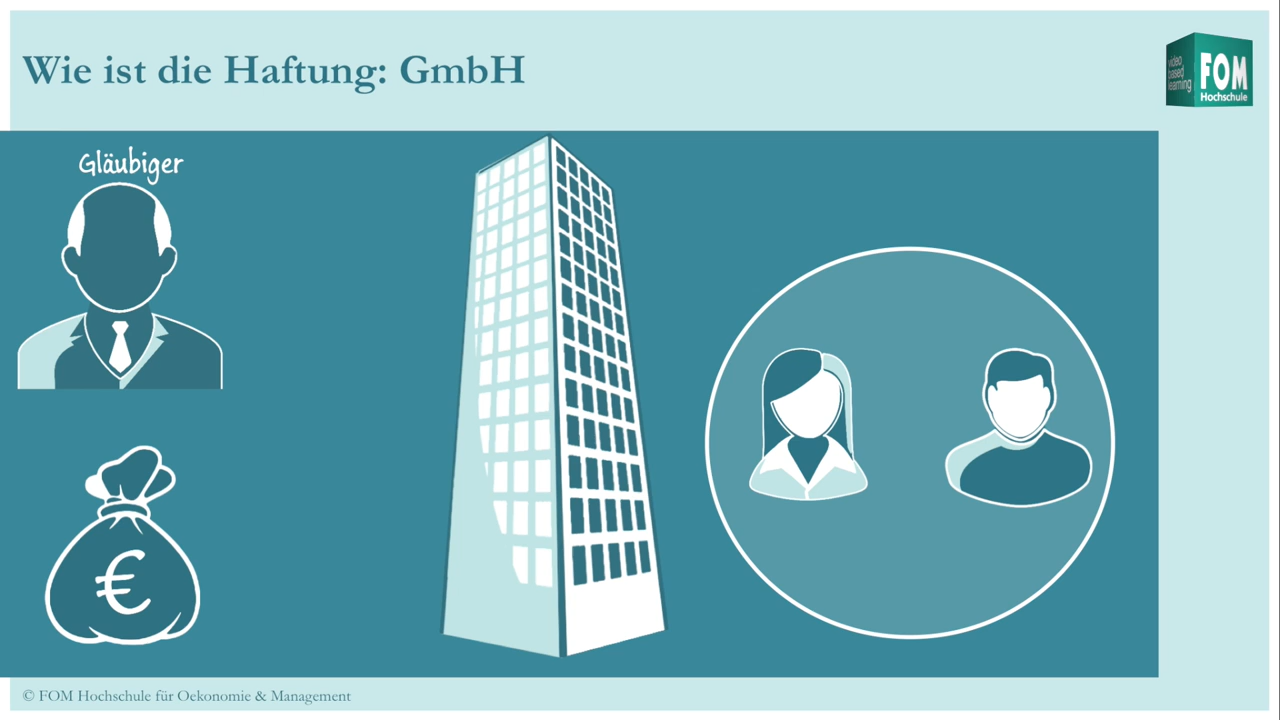 Wie ist die Haftung: GmbH
video
based
learning
FOM
Hochschule
Gläubiger
€
© FOM Hochschule für Oekonomie & Management